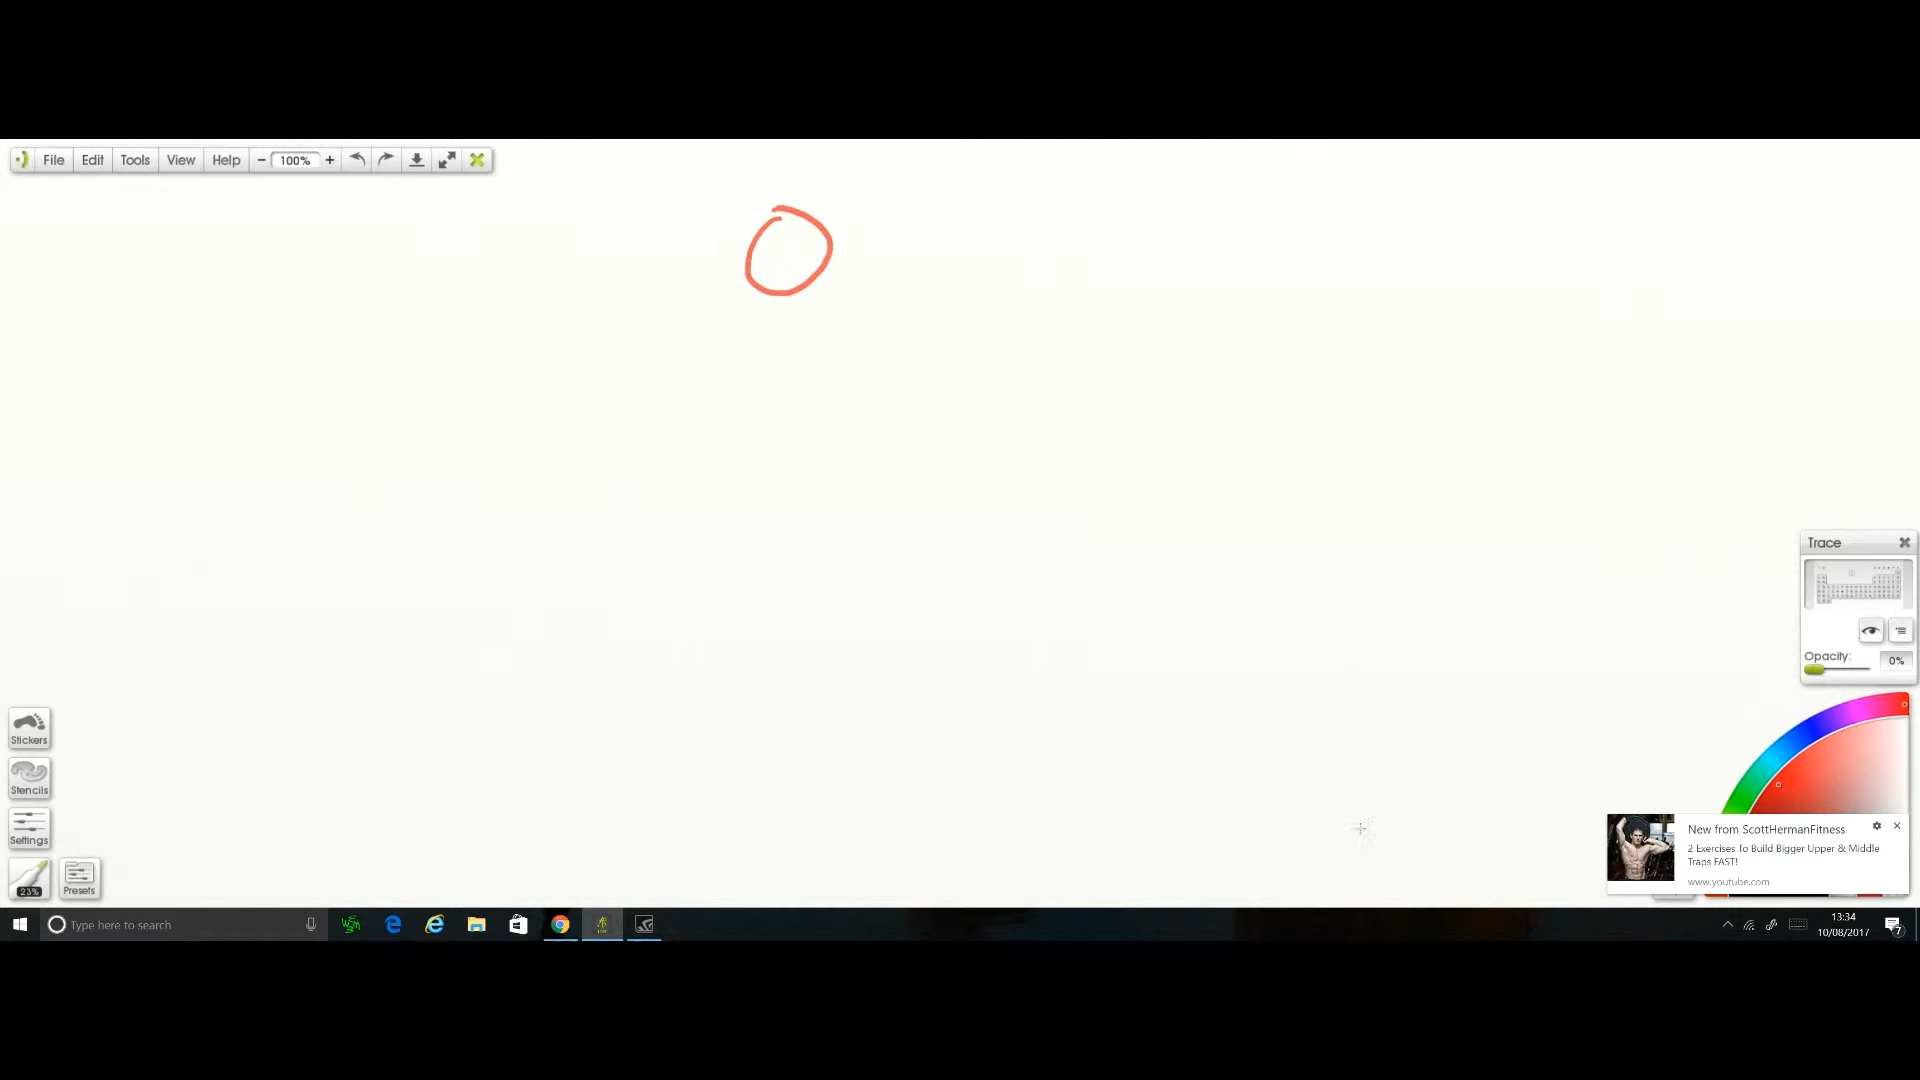 File Edit Tools View Help − 100% +
Trace
Opacity:
0%
Stickers
Stencils
Settings
23%
Presets
New from ScottHermanFitness
2 Exercises To Build Bigger Upper & Middle
Traps FAST!
www.youtube.com
Type here to search
13:34
10/08/2017
7